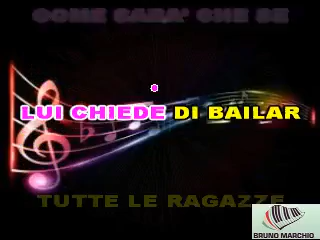 COME SARA' CHE SE
LUI CHIEDE DI BAILAR
TUTTE LE RAGAZZE
BRUNO MARCHIO